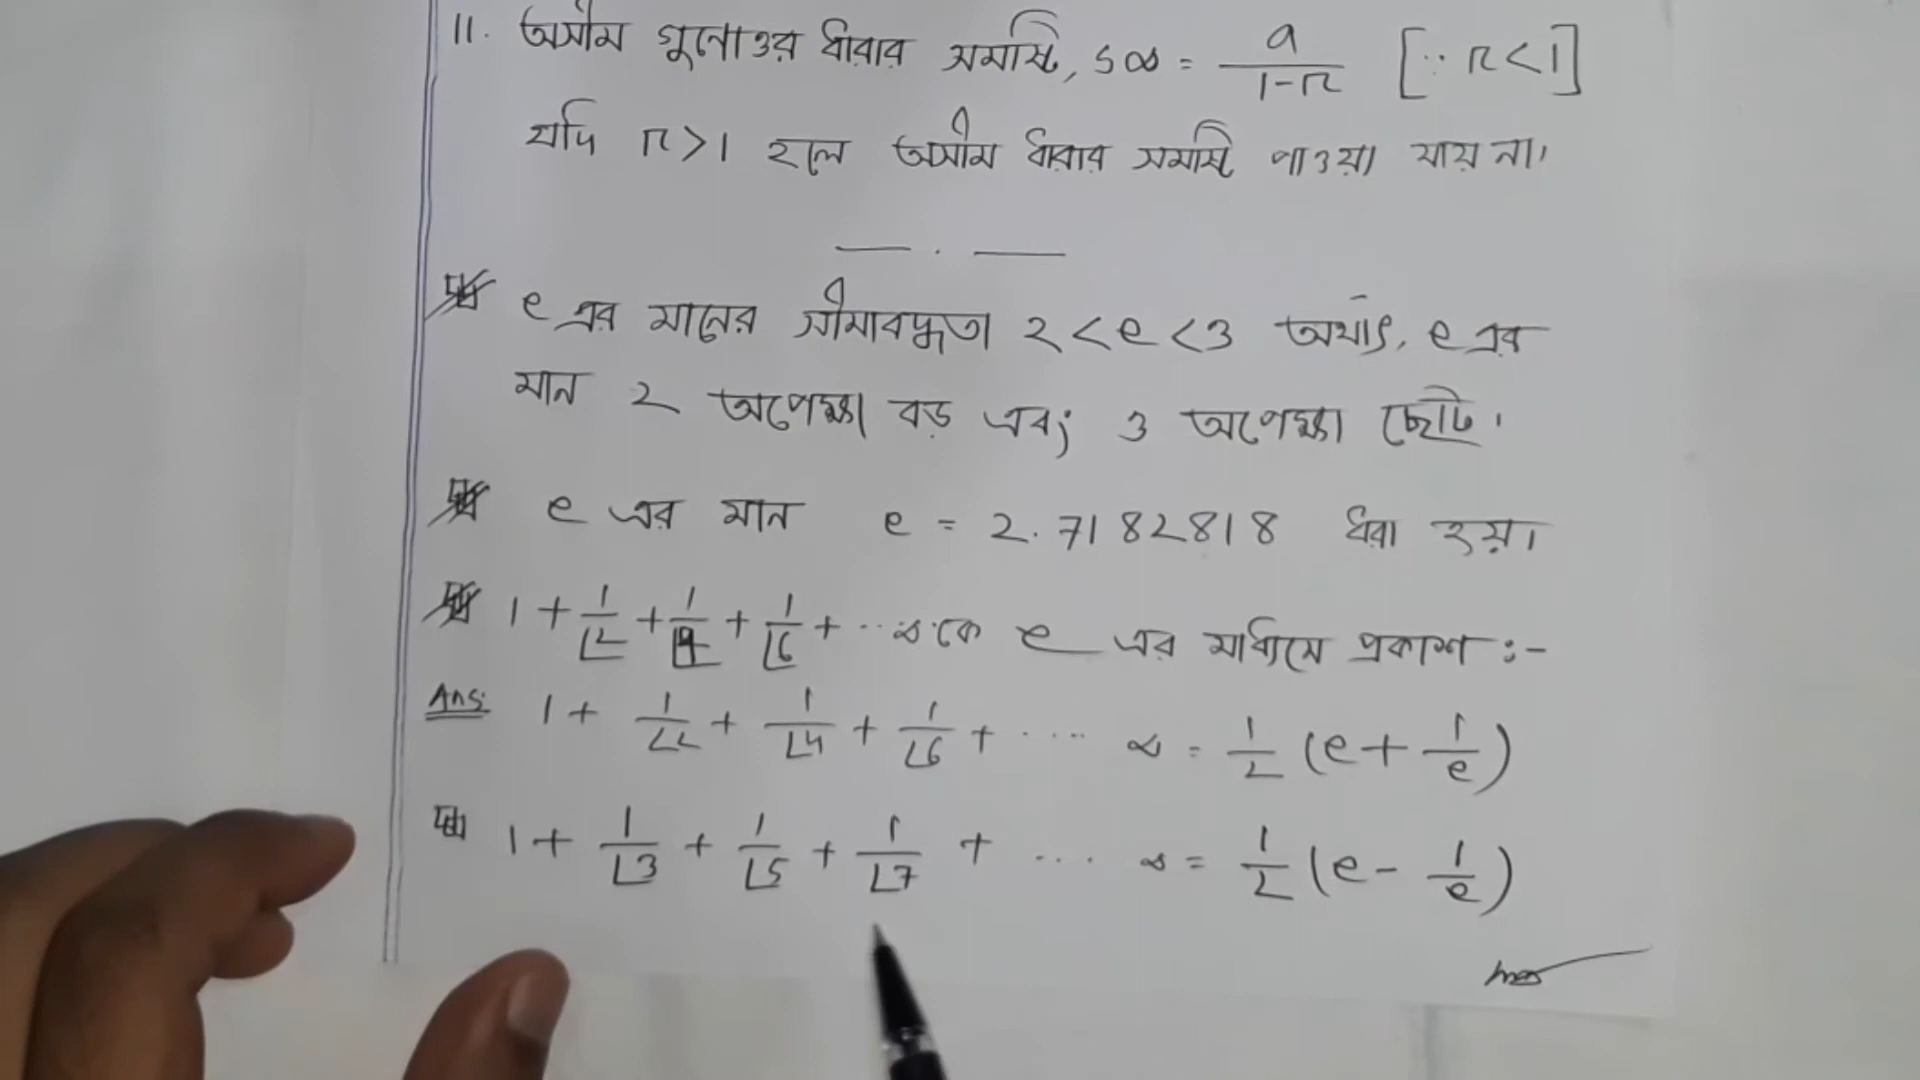 11. অসীম গুনোত্তর ধারার সমষ্টি, S∞ = a/(1-r) [∵ r<1]
যদি r>1 হলে অসীম ধারার সমষ্টি পাওয়া যায় না।
e এর মানের সীমাবদ্ধতা 2<e<3 অর্থাৎ, e এর
মান 2 অপেক্ষা বড় এবং 3 অপেক্ষা ছোট।
e এর মান e = 2.7182818 ধরা হয়।
1 + 1/⌊2 + 1/⌊4 + 1/⌊6 + ...∞ কে e এর মাধ্যমে প্রকাশ :-
Ans: 1 + 1/⌊2 + 1/⌊4 + 1/⌊6 + .... ∞ = 1/2 (e + 1/e)
1 + 1/⌊3 + 1/⌊5 + 1/⌊7 + .... ∞ = 1/2 (e - 1/e)